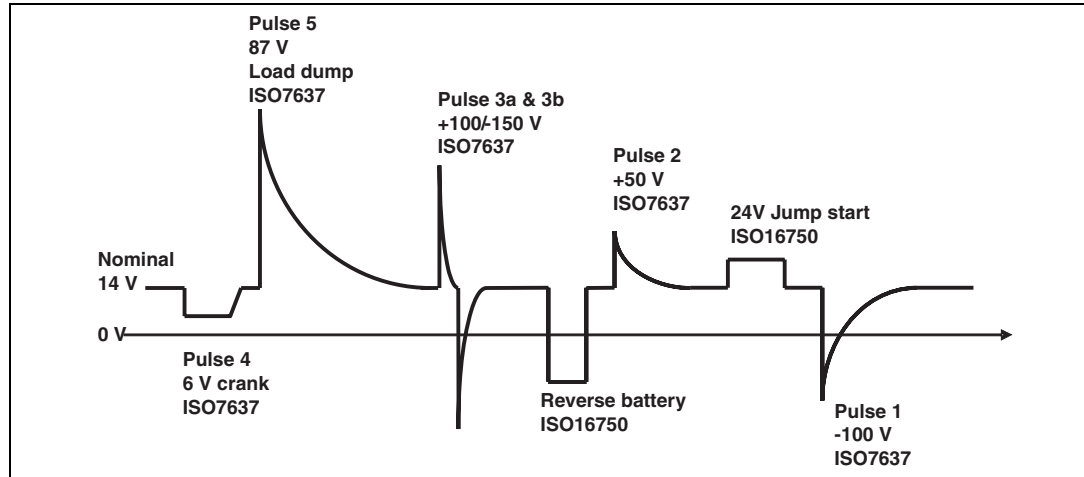 Pulse 5
87 V
Load dump
ISO7637
Pulse 3a & 3b
+100/-150 V
ISO7637
Pulse 2
+50 V
ISO7637
24V Jump start
ISO16750
Nominal
14 V
0 V
Pulse 4
6 V crank
ISO7637
Reverse battery
ISO16750
Pulse 1
-100 V
ISO7637